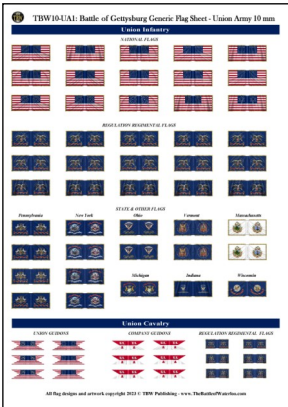 TBW10-UA1: Battle of Gettysburg Generic Flag Sheet - Union Army 10 mm
Union Infantry
NATIONAL FLAGS
REGULATION REGIMENTAL FLAGS
STATE & OTHER FLAGS
Pennsylvania New York Ohio Vermont Massachusetts
Michigan Indiana Wisconsin
Union Cavalry
UNION GUIDONS COMPANY GUIDONS REGULATION REGIMENTAL FLAGS
All flag designs and artwork copyright 2023 © TBW Publishing - www.TheBattleofWaterloo.com